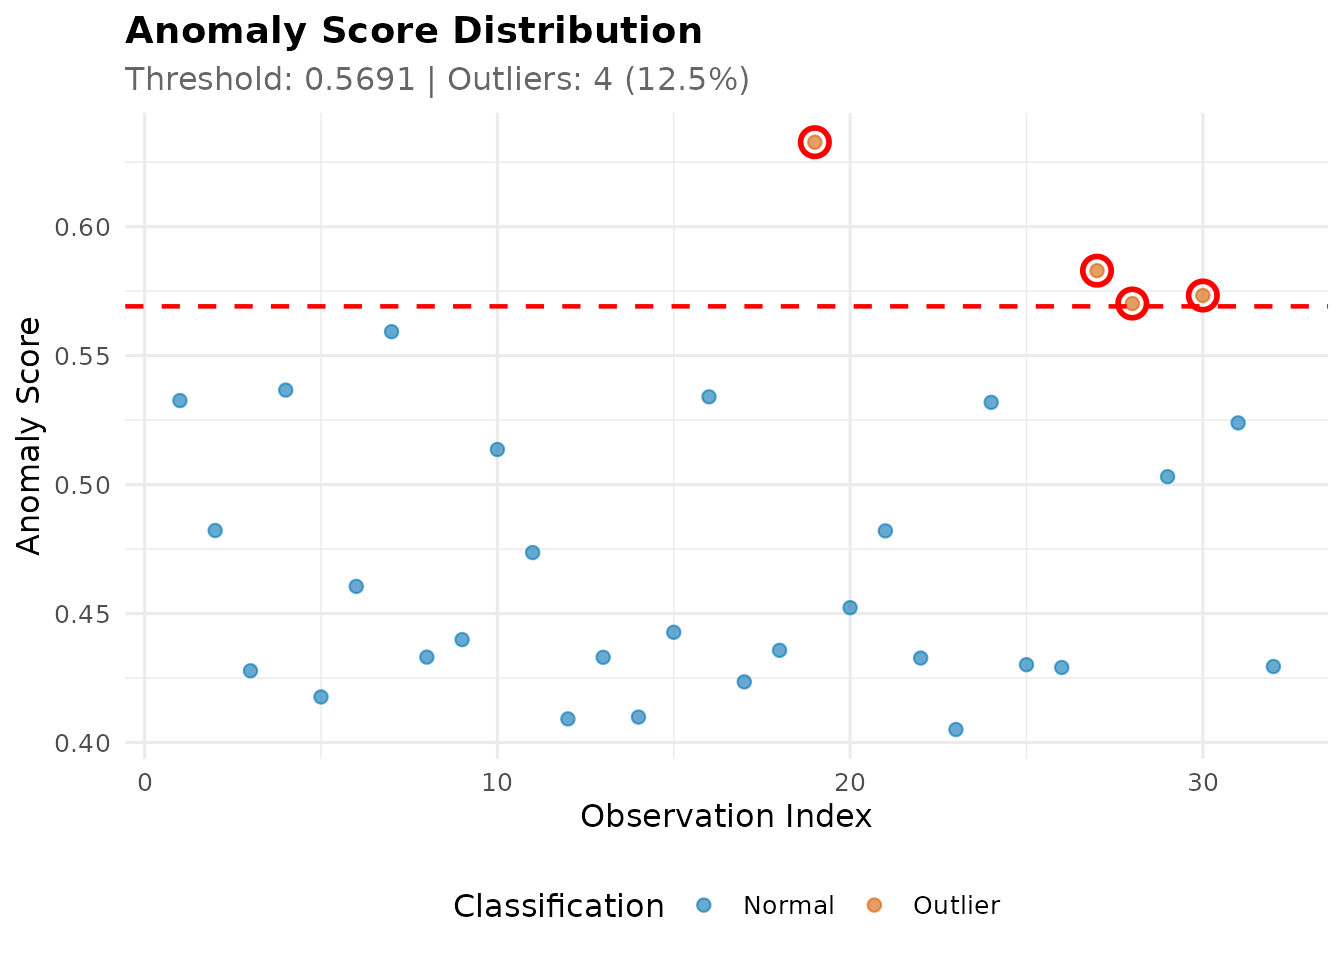 Anomaly Score Distribution
Threshold: 0.5691 | Outliers: 4 (12.5%)
Anomaly Score
0.60
0.55
0.50
0.45
0.40
0 10 20 30
Observation Index
Classification Normal Outlier